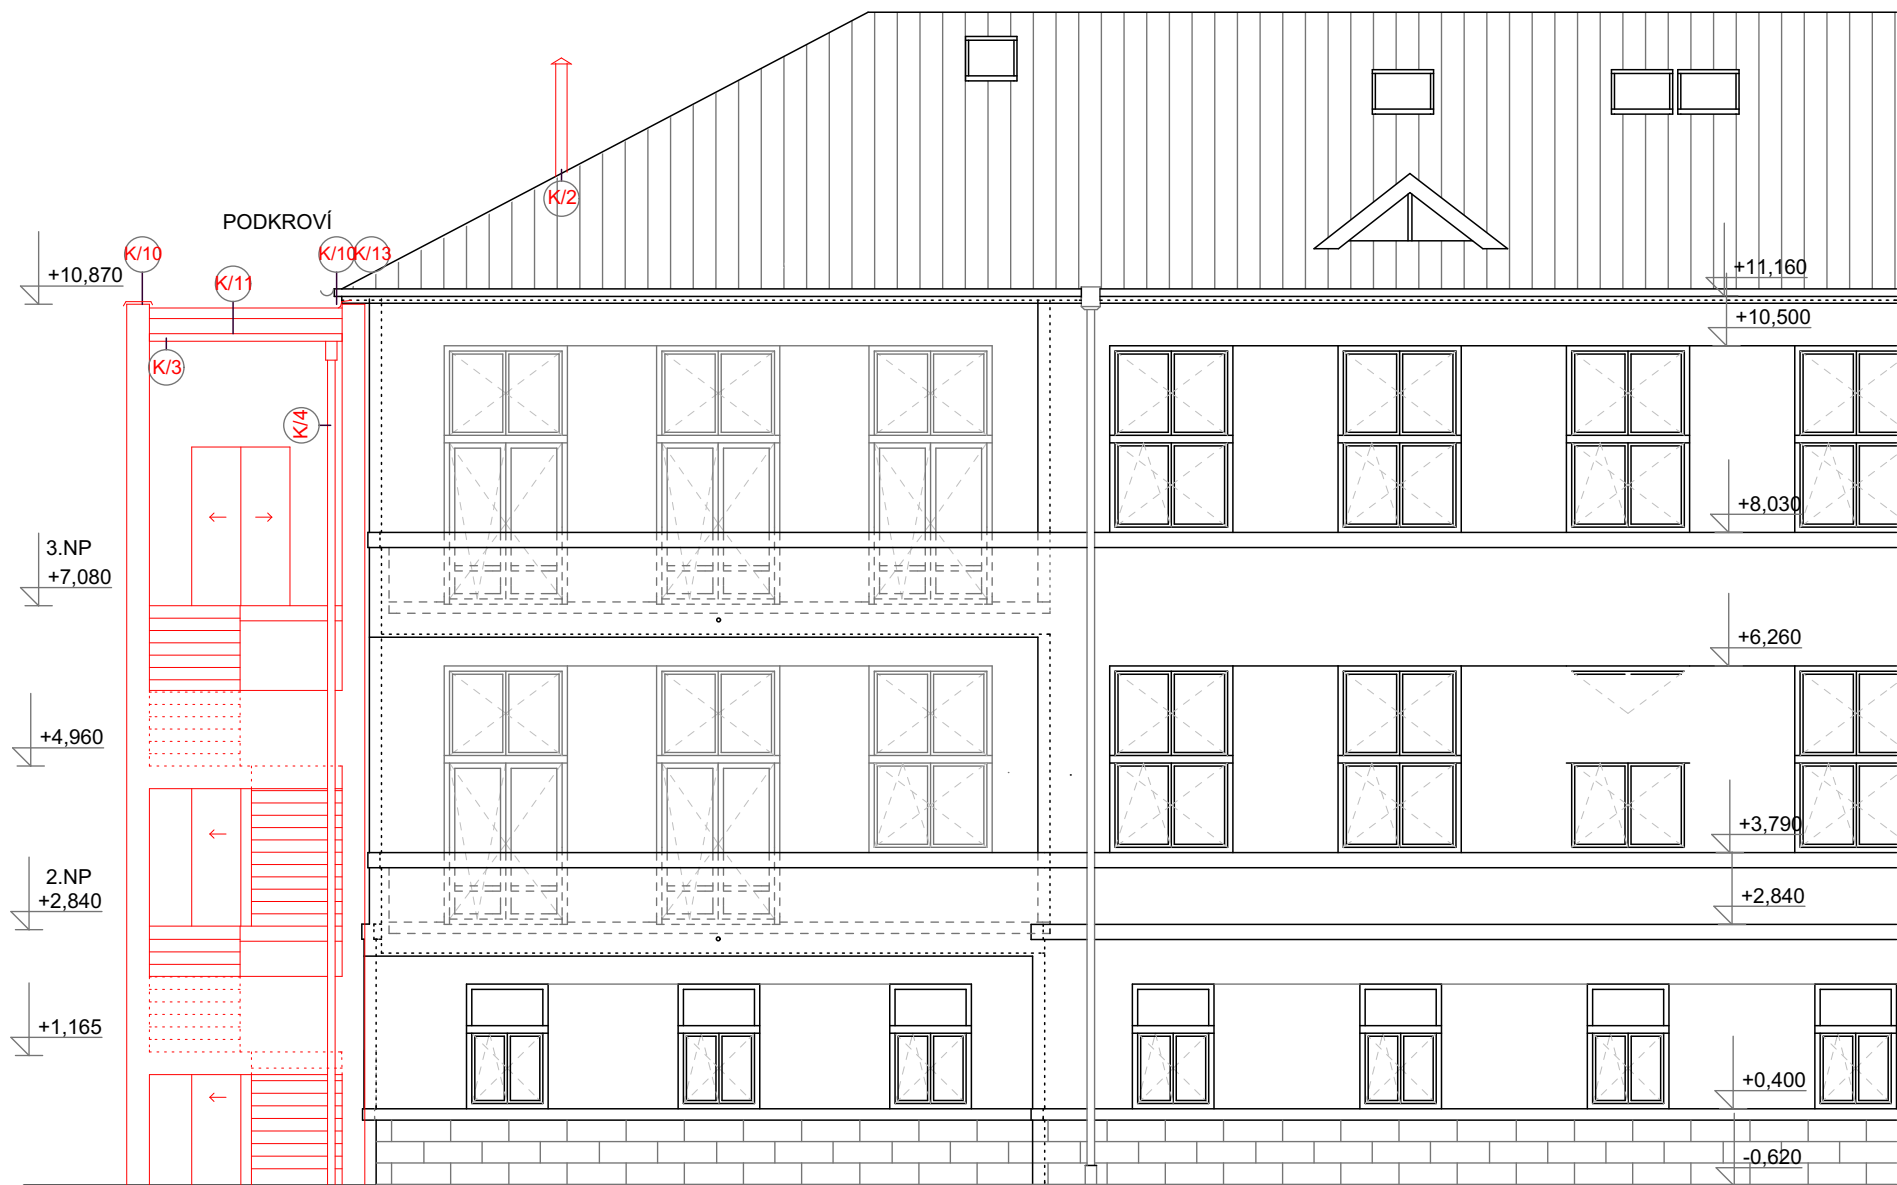 K/2
PODKROVÍ
K/10
K/10
K/13
+10,870
K/11
+11,160
+10,500
K/3
K/4
+8,030
3.NP
+7,080
+6,260
+4,960
+3,790
2.NP
+2,840
+2,840
+1,165
+0,400
-0,620